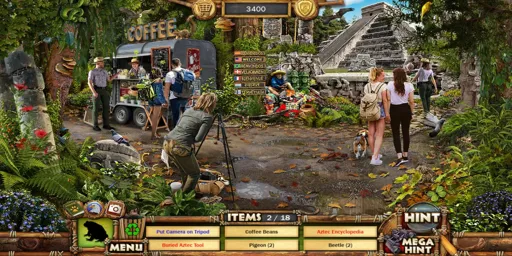 3400
COFFEE
WELCOME
ITEMS 2 / 18
Put Camera on Tripod
Coffee Beans
Aztec Encyclopedia
Buried Aztec Tool
Pigeon (2)
Beetle (2)
MENU
HINT
MEGA
HINT